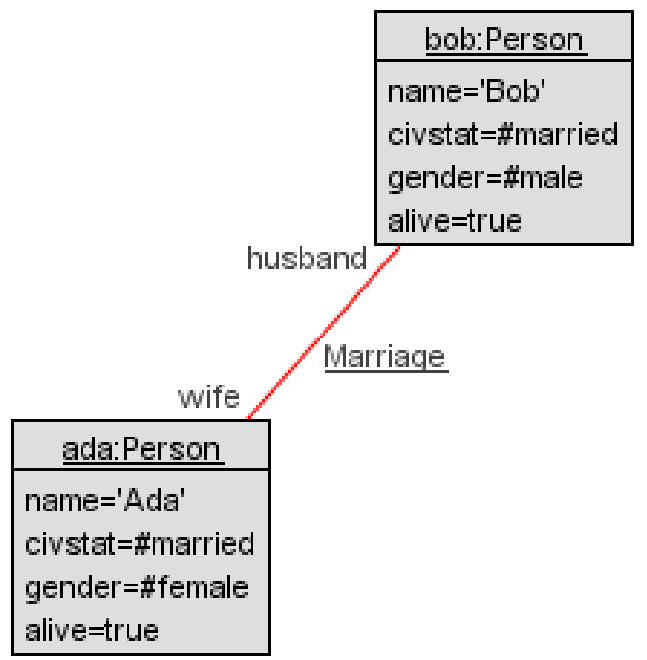 bob:Person
name='Bob'
civstat=#married
gender=#male
alive=true
husband
Marriage
wife
ada:Person
name='Ada'
civstat=#married
gender=#female
alive=true